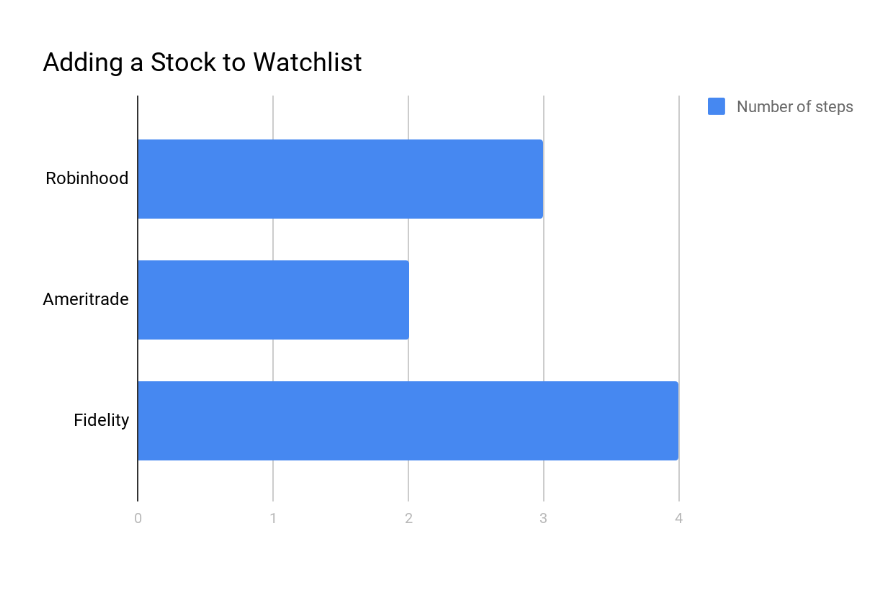 Adding a Stock to Watchlist
Number of steps
Robinhood
Ameritrade
Fidelity
0 1 2 3 4